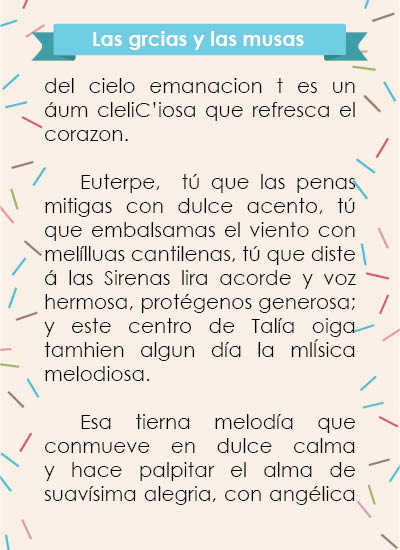 Las grcias y las musas
del cielo emanacion t es un
áum cleliC'iosa que refresca el
corazon.
Euterpe, tú que las penas
mitigas con dulce acento, tú
que embalsamas el viento con
melílluas cantilenas, tú que diste
á las Sirenas lira acorde y voz
hermosa, protégenos generosa;
y este centro de Talía oiga
tamhien algun día la mlÍsica
melodiosa.
Esa tierna melodía que
conmueve en dulce calma
y hace palpitar el alma de
suavísima alegria, con angélica